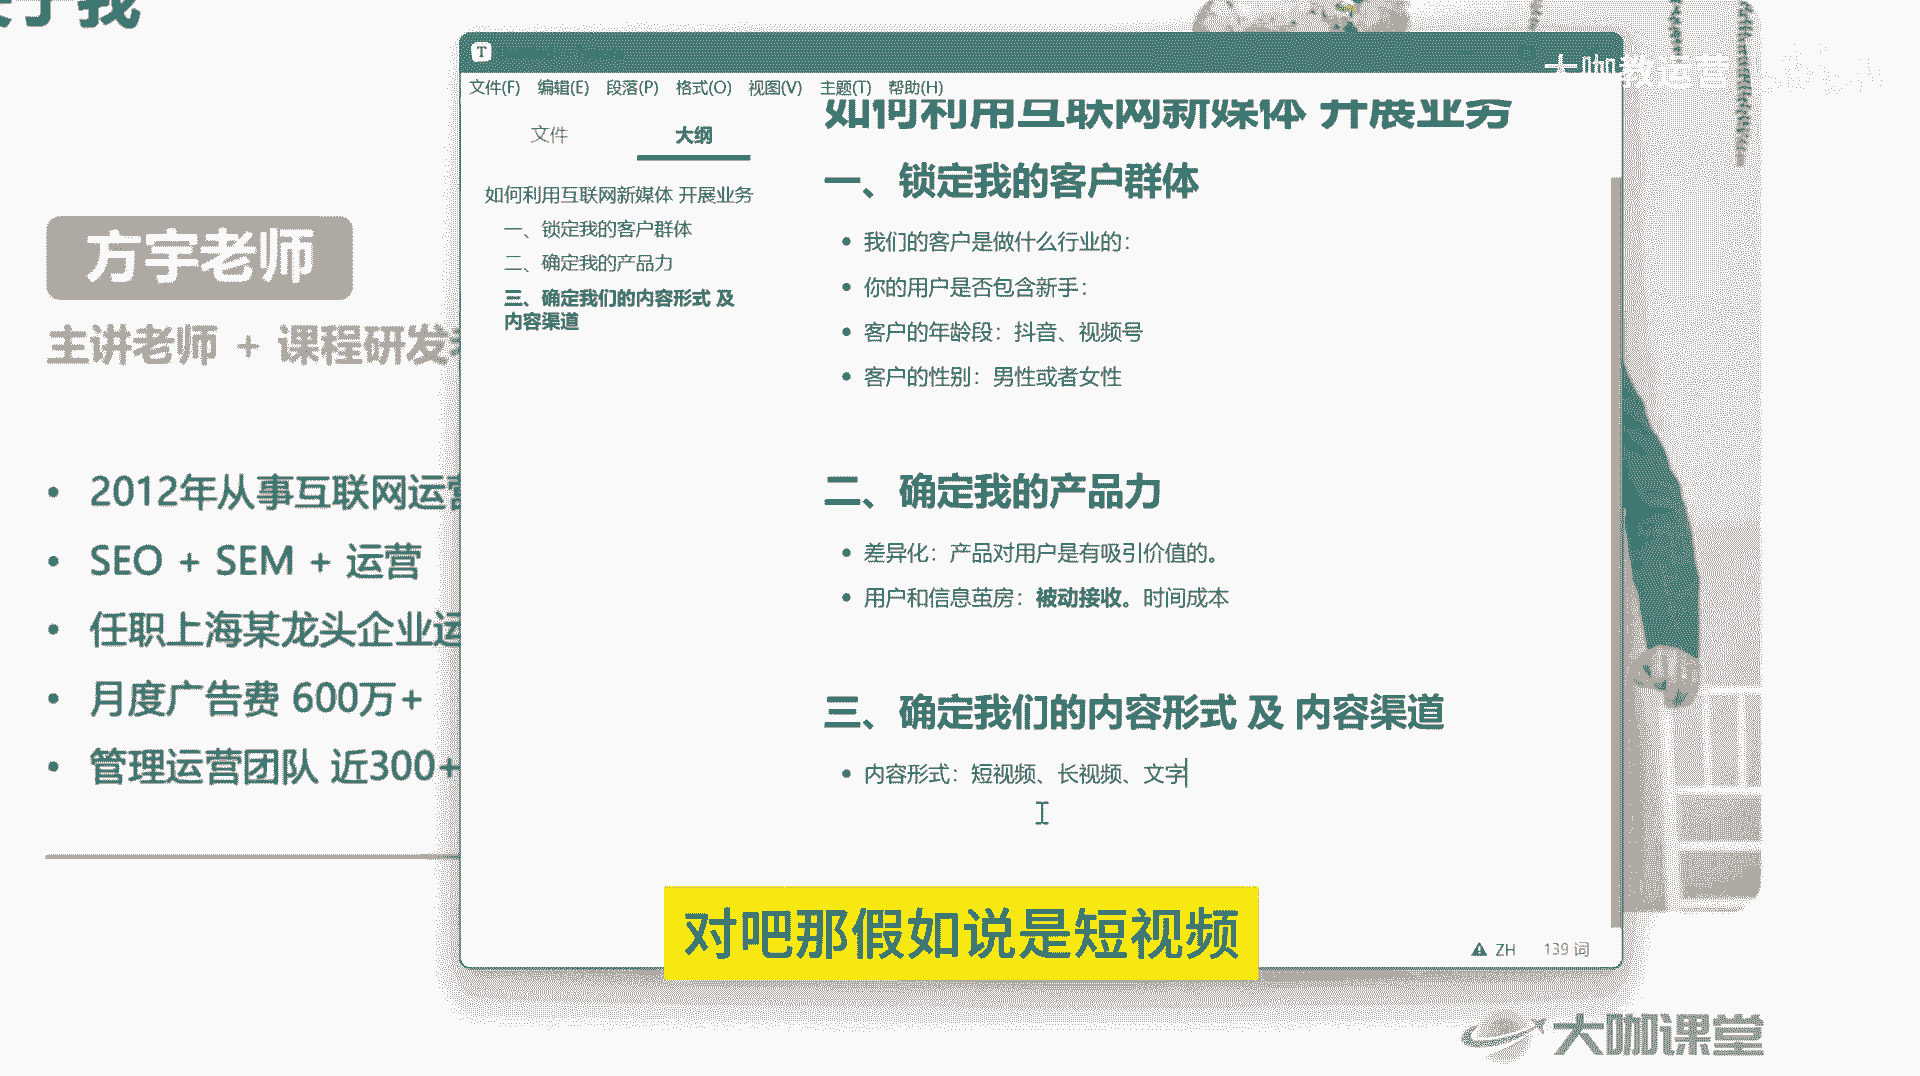 关于我
大咖教运营
方宇老师
主讲老师 + 课程研发
2012年从事互联网运营
SEO + SEM + 运营
任职上海某龙头企业运
月度广告费 600万+
管理运营团队 近300+
T
文件(F) 编辑(E) 段落(P) 格式(O) 视图(V) 主题(T) 帮助(H)
文件 大纲
如何利用互联网新媒体 开展业务
一、锁定我的客户群体
二、确定我的产品力
三、确定我们的内容形式 及
内容渠道
如何利用互联网新媒体 开展业务
一、锁定我的客户群体
我们的客户是做什么行业的：
你的用户是否包含新手：
客户的年龄段：抖音、视频号
客户的性别：男性或者女性
二、确定我的产品力
差异化：产品对用户是有吸引价值的。
用户和信息茧房：被动接收。时间成本
三、确定我们的内容形式 及 内容渠道
内容形式：短视频、长视频、文字
ZH 139 词
对吧那假如说是短视频
大咖课堂